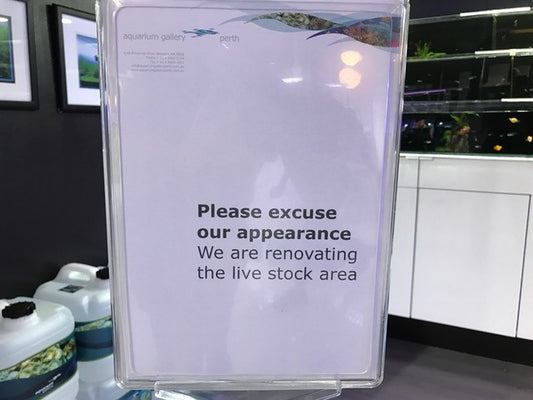 aquarium gallery perth
Please excuse
our appearance
We are renovating
the live stock area